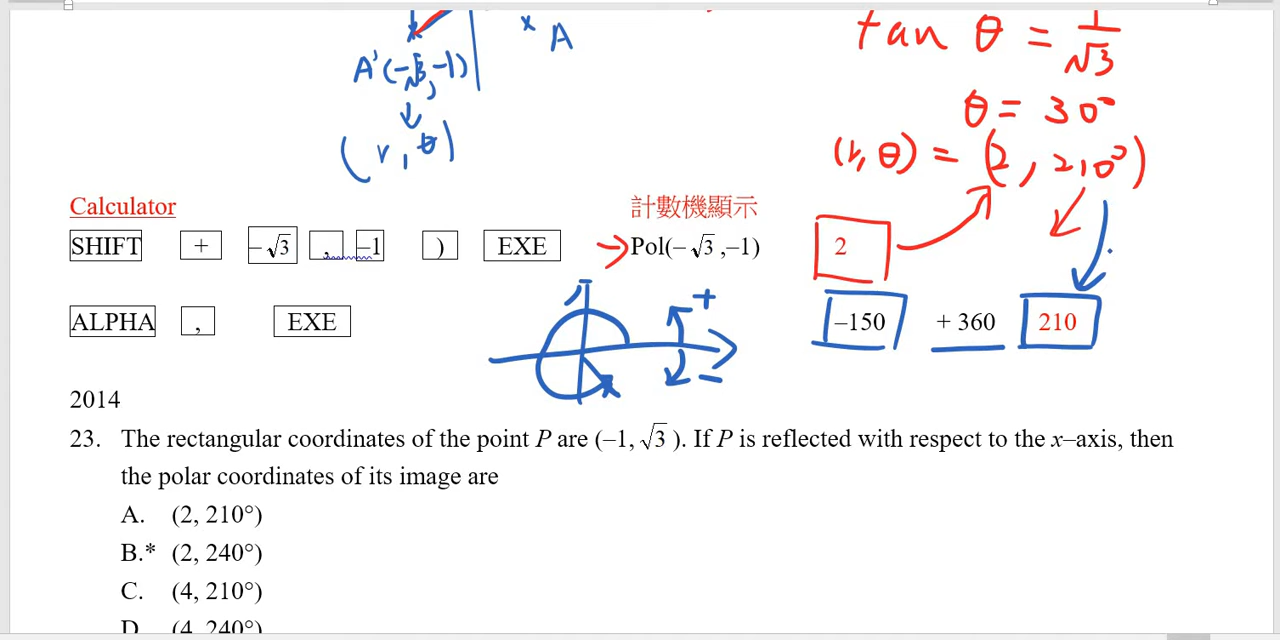 x A
tan θ = 1/√3
A'(-√3, -1)
θ = 30°
(r, θ)
(r, θ) = (2, 210°)
Calculator 計數機顯示
SHIFT + –√3 , –1 ) EXE Pol(–√3 ,–1) 2
ALPHA , EXE –150 + 360 210
+
–
2014
23. The rectangular coordinates of the point P are (–1, √3 ). If P is reflected with respect to the x–axis, then
the polar coordinates of its image are
A. (2, 210°)
B.* (2, 240°)
C. (4, 210°)
D (4 240°)